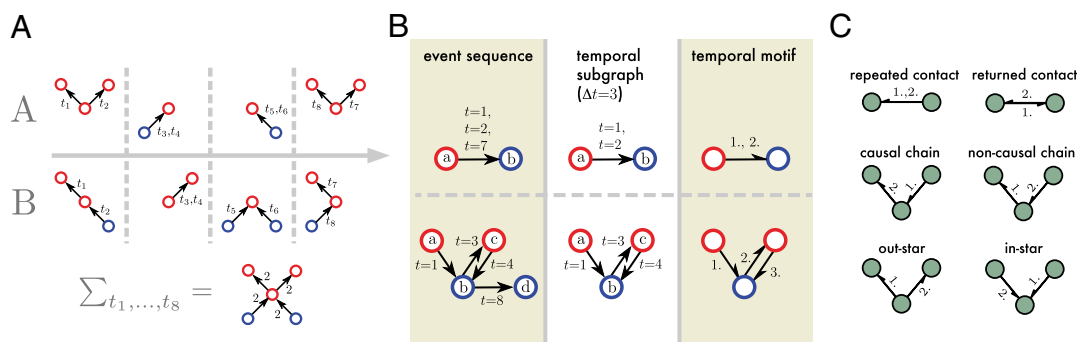 A
A
t1
t2
t3,t4
t5,t6
t8
t7
B
t1
t2
t3,t4
t5
t6
t7
t8
∑t1,...,t8 =
2
2
2
2
B
event sequence
temporal
subgraph
(Δt=3)
temporal motif
t=1,
t=2,
t=7
a
b
t=1,
t=2
a
b
1., 2.
a
c
t=3
t=1
t=4
b
d
t=8
a
c
t=3
t=1
t=4
b
1.
2.
3.
C
repeated contact
1.,2.
returned contact
2.
1.
causal chain
2.
1.
non-causal chain
1.
2.
out-star
1.
2.
in-star
2.
1.